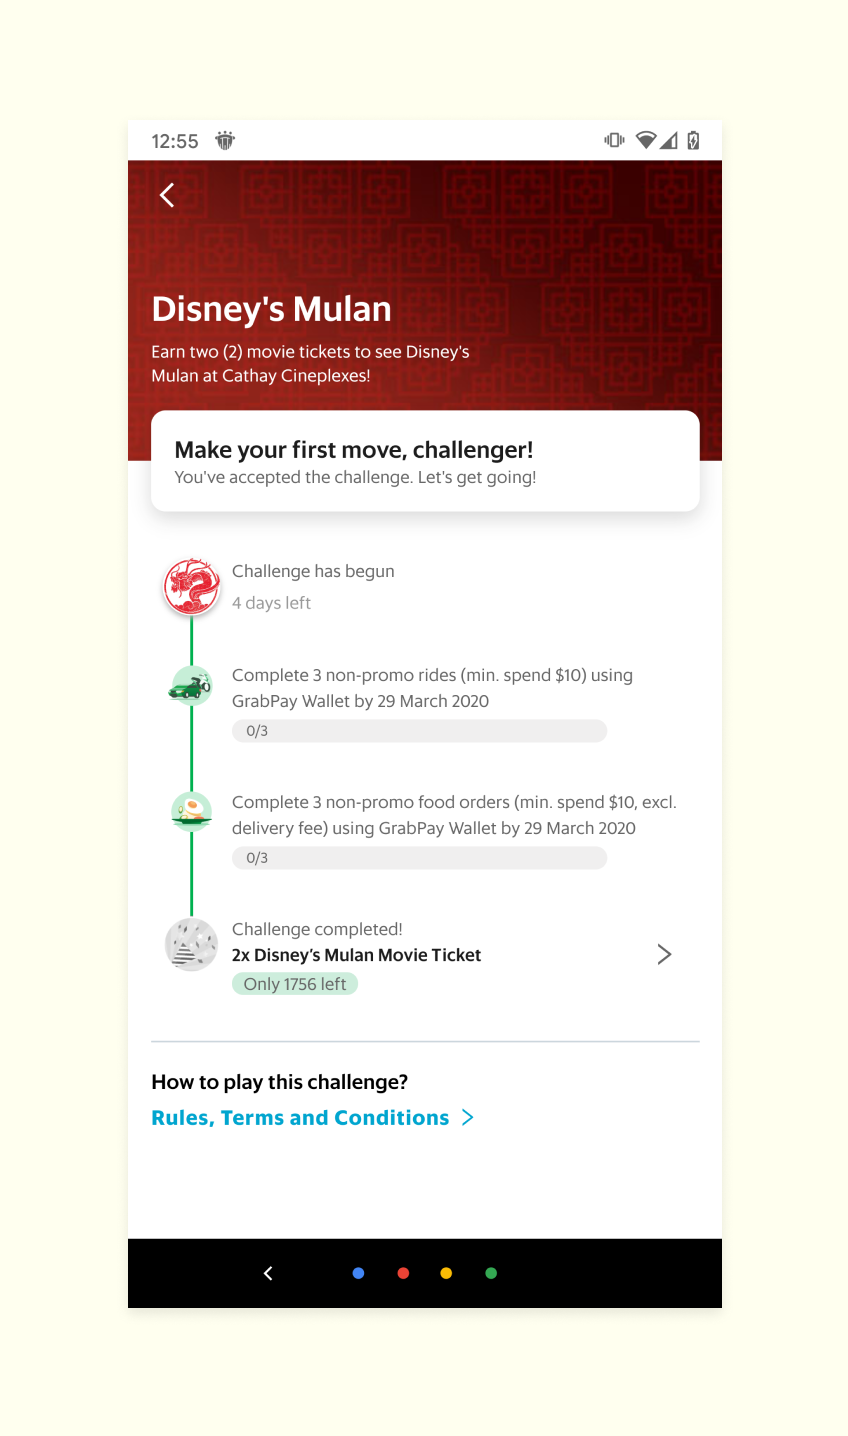 12:55
Disney's Mulan
Earn two (2) movie tickets to see Disney's
Mulan at Cathay Cineplexes!
Make your first move, challenger!
You've accepted the challenge. Let's get going!
Challenge has begun
4 days left
Complete 3 non-promo rides (min. spend $10) using
GrabPay Wallet by 29 March 2020
0/3
Complete 3 non-promo food orders (min. spend $10, excl.
delivery fee) using GrabPay Wallet by 29 March 2020
0/3
Challenge completed!
2x Disney's Mulan Movie Ticket
Only 1756 left
How to play this challenge?
Rules, Terms and Conditions